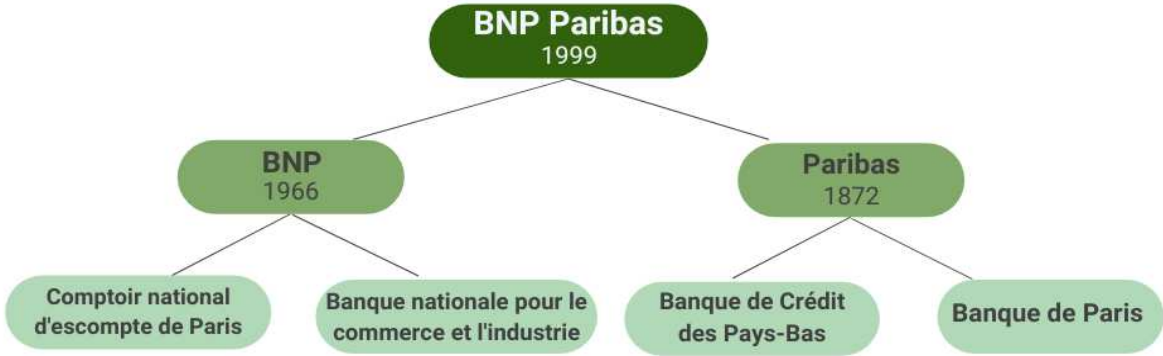 BNP Paribas
1999
BNP
1966
Paribas
1872
Comptoir national
d'escompte de Paris
Banque nationale pour le
commerce et l'industrie
Banque de Crédit
des Pays-Bas
Banque de Paris